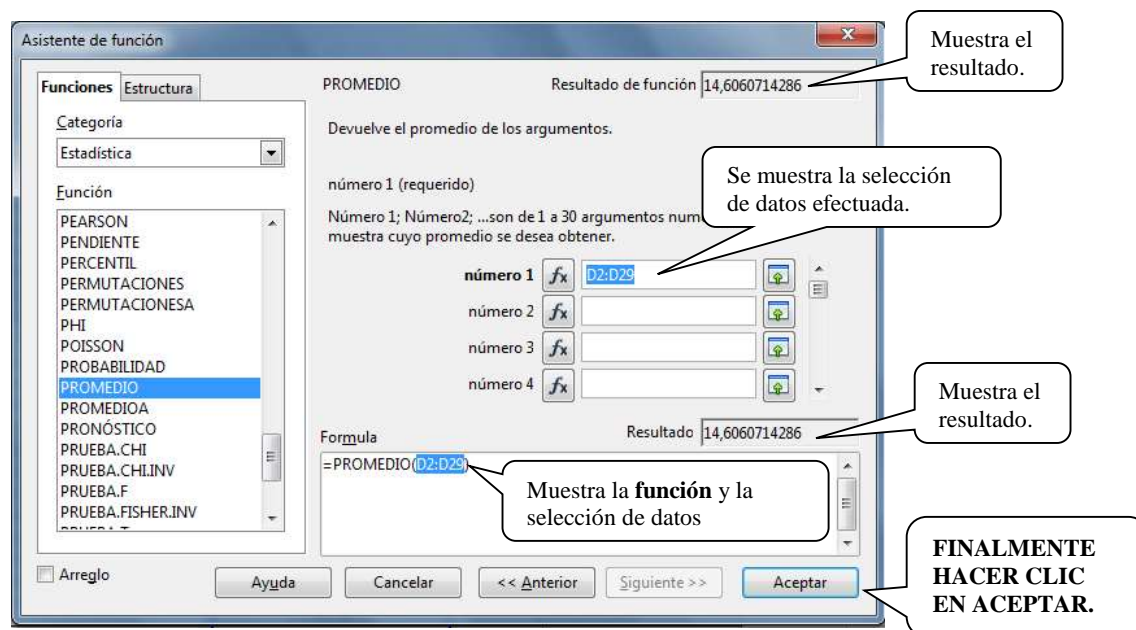 Asistente de función
Muestra el
resultado.
Funciones Estructura
PROMEDIO Resultado de función 14,6060714286
Categoría
Estadística
Devuelve el promedio de los argumentos.
Se muestra la selección
de datos efectuada.
Función
número 1 (requerido)
PEARSON
PENDIENTE
PERCENTIL
PERMUTACIONES
PERMUTACIONESA
PHI
POISSON
PROBABILIDAD
PROMEDIO
PROMEDIOA
PRONÓSTICO
PRUEBA.CHI
PRUEBA.CHI.INV
PRUEBA.F
PRUEBA.FISHER.INV
Número 1; Número2; ...son de 1 a 30 argumentos
muestra cuyo promedio se desea obtener.
número 1 fx D2:D29
número 2 fx
número 3 fx
número 4 fx
Muestra el
resultado.
Formula Resultado 14,6060714286
=PROMEDIO(D2:D29)
Muestra la función y la
selección de datos
Arreglo
Ayuda Cancelar << Anterior Siguiente >> Aceptar
FINALMENTE
HACER CLIC
EN ACEPTAR.